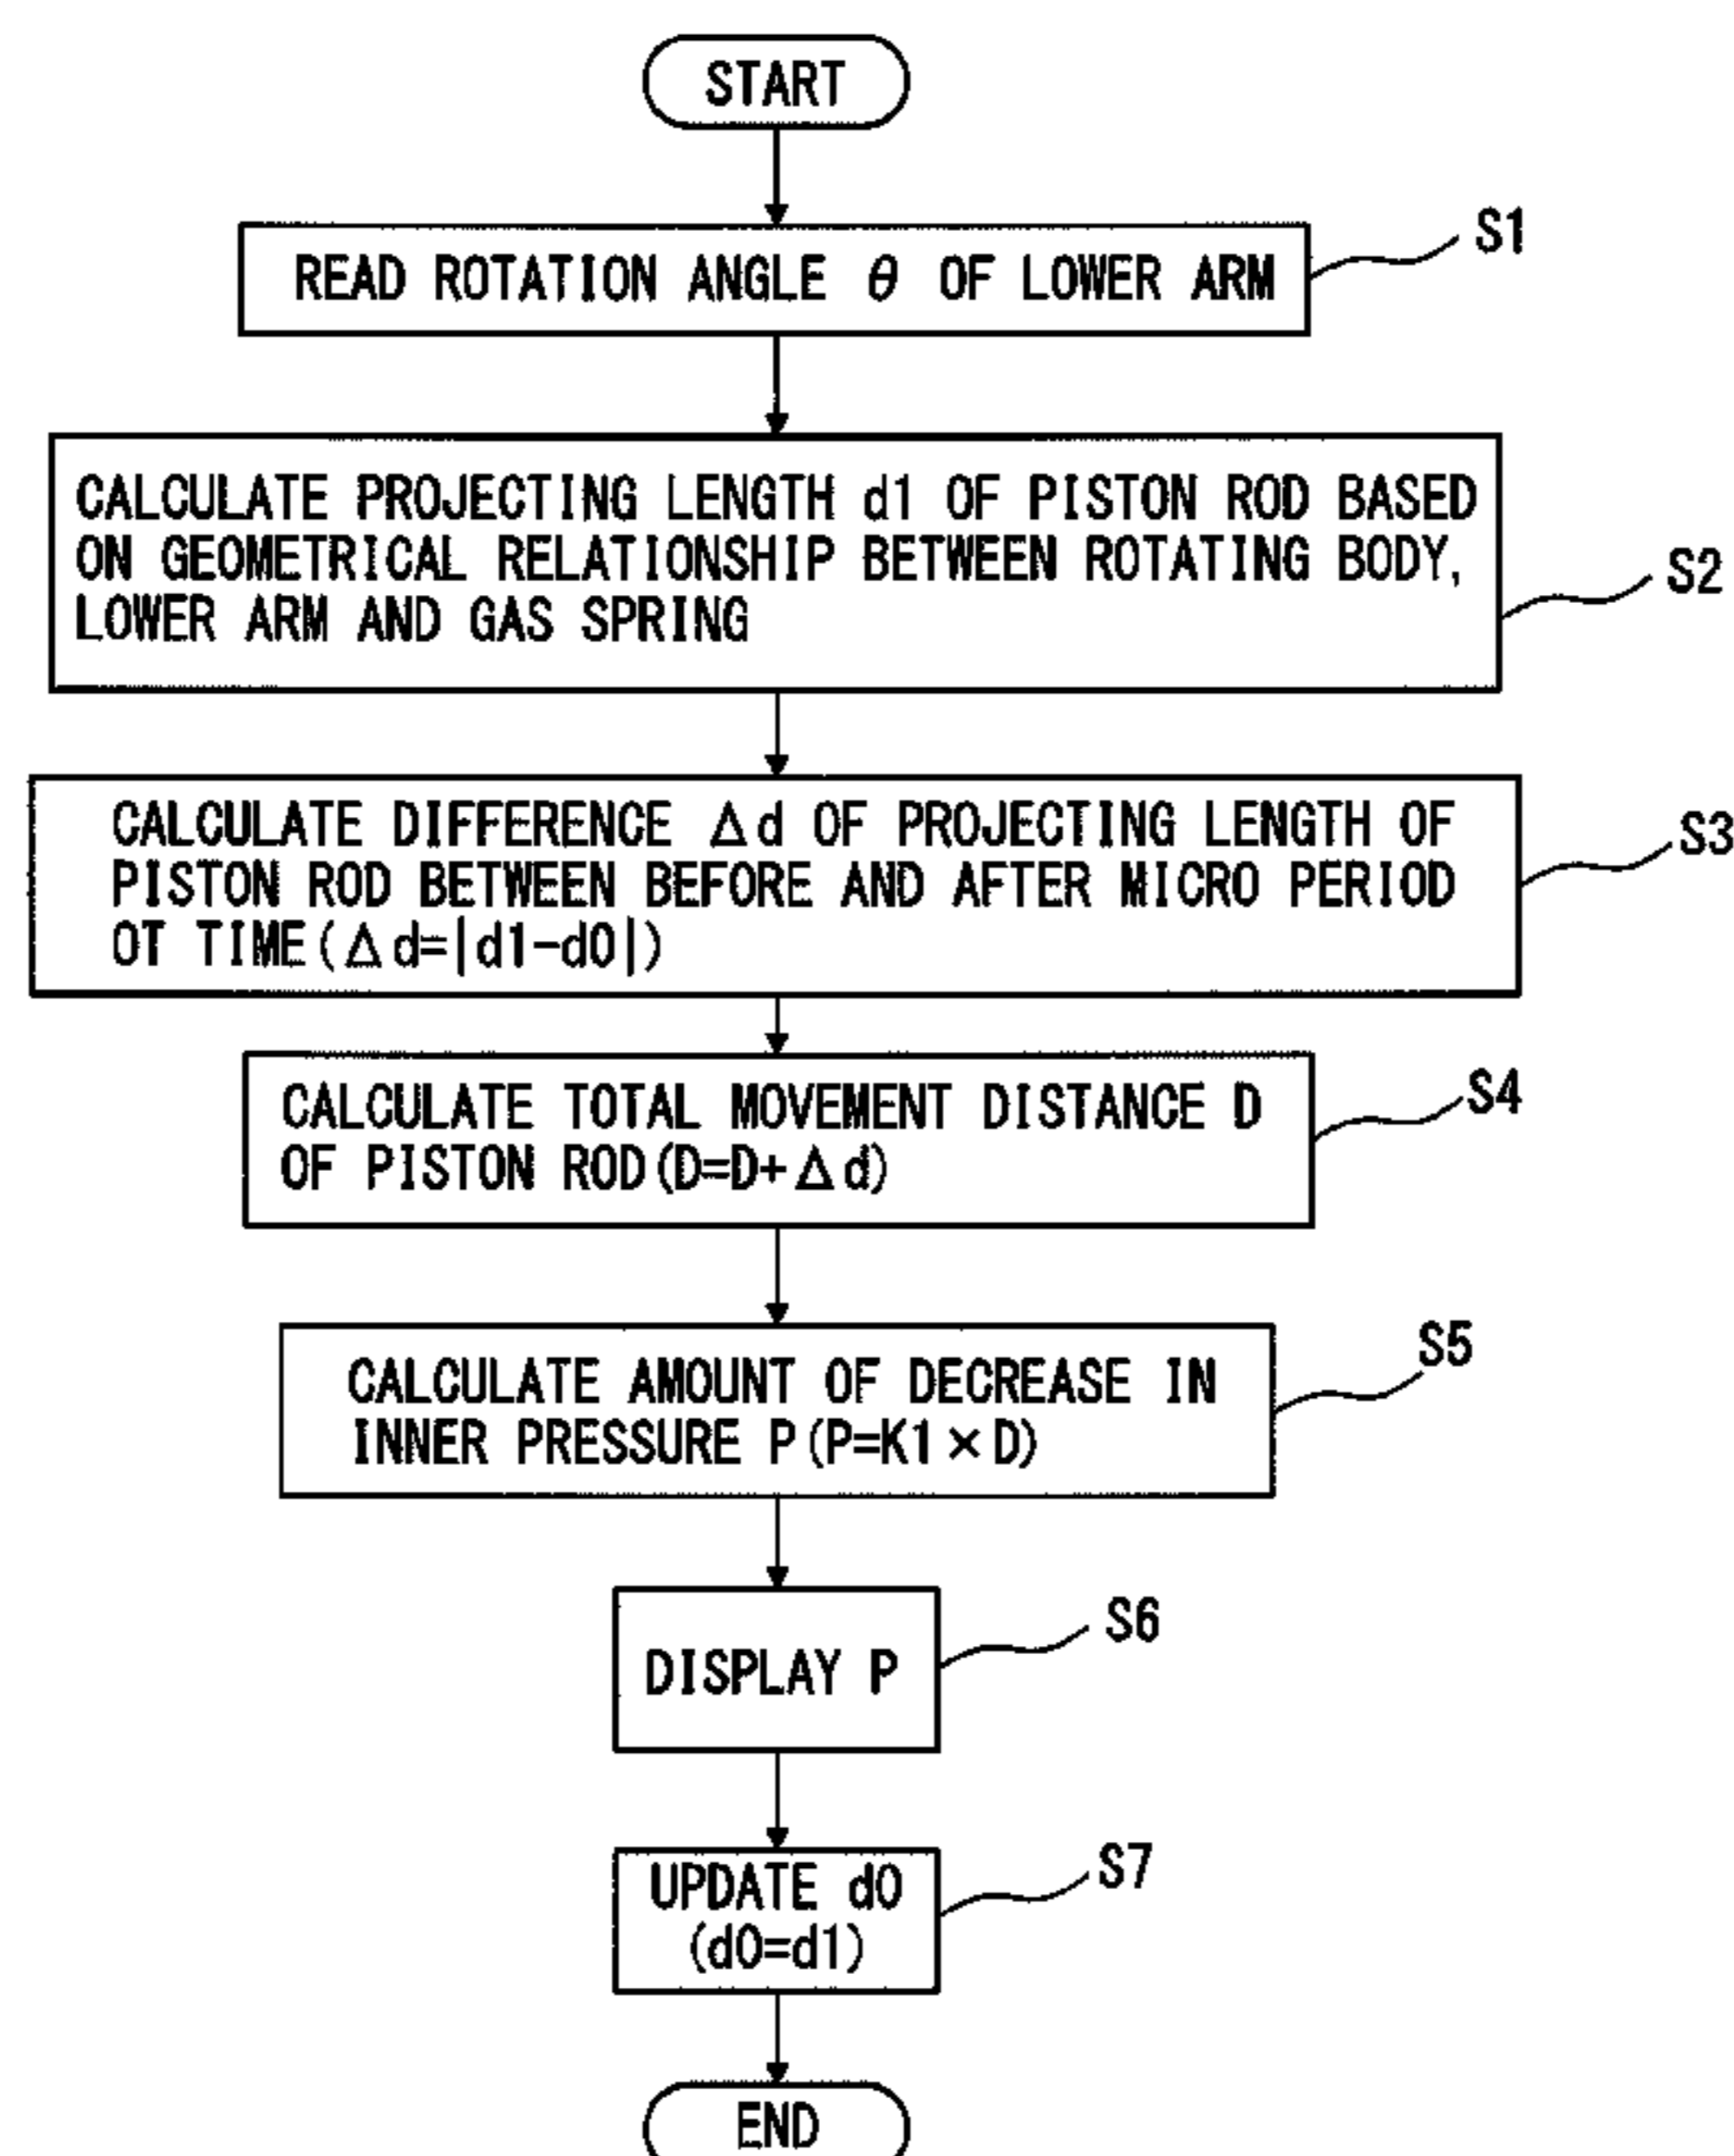 START
S1
READ ROTATION ANGLE θ OF LOWER ARM
CALCULATE PROJECTING LENGTH d1 OF PISTON ROD BASED
ON GEOMETRICAL RELATIONSHIP BETWEEN ROTATING BODY,
LOWER ARM AND GAS SPRING
S2
CALCULATE DIFFERENCE Δd OF PROJECTING LENGTH OF
PISTON ROD BETWEEN BEFORE AND AFTER MICRO PERIOD
OT TIME(Δd=|d1-d0|)
S3
CALCULATE TOTAL MOVEMENT DISTANCE D
OF PISTON ROD(D=D+Δd)
S4
CALCULATE AMOUNT OF DECREASE IN
INNER PRESSURE P(P=K1×D)
S5
DISPLAY P
S6
UPDATE d0
(d0=d1)
S7
END